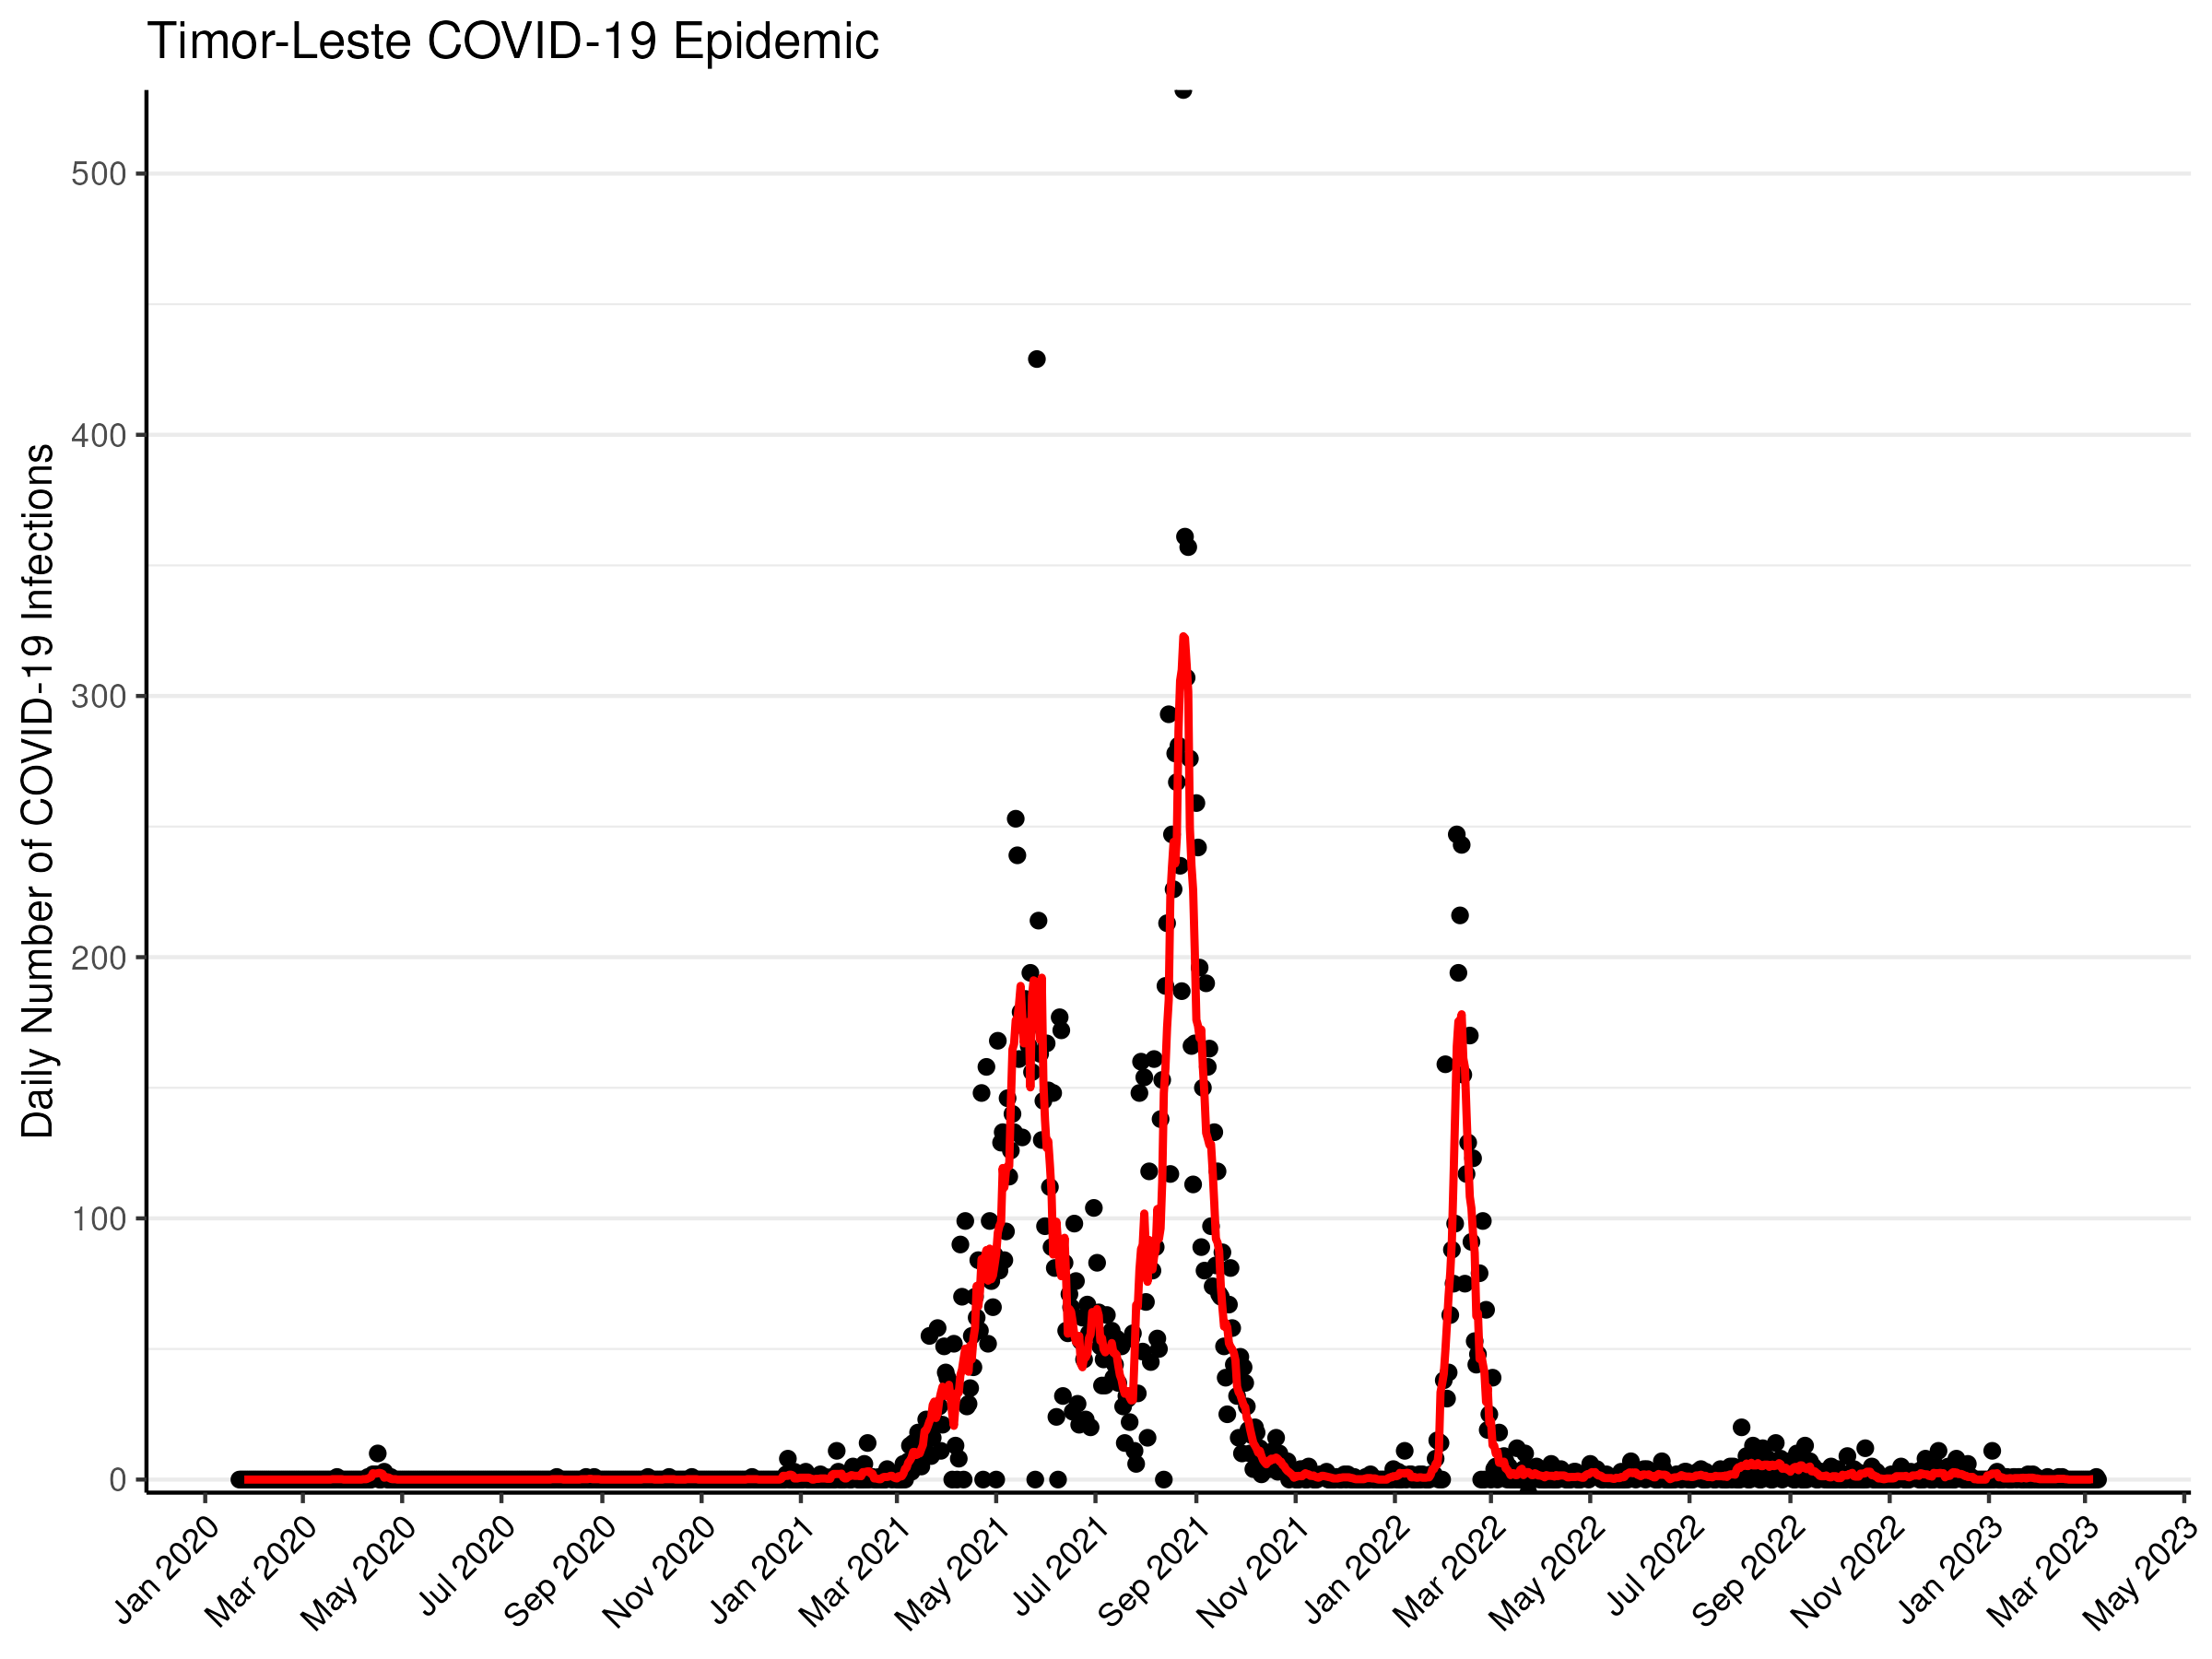 Timor-Leste COVID-19 Epidemic
Daily Number of COVID-19 Infections
500
400
300
200
100
0
Jan 2020
Mar 2020
May 2020
Jul 2020
Sep 2020
Nov 2020
Jan 2021
Mar 2021
May 2021
Jul 2021
Sep 2021
Nov 2021
Jan 2022
Mar 2022
May 2022
Jul 2022
Sep 2022
Nov 2022
Jan 2023
Mar 2023
May 2023